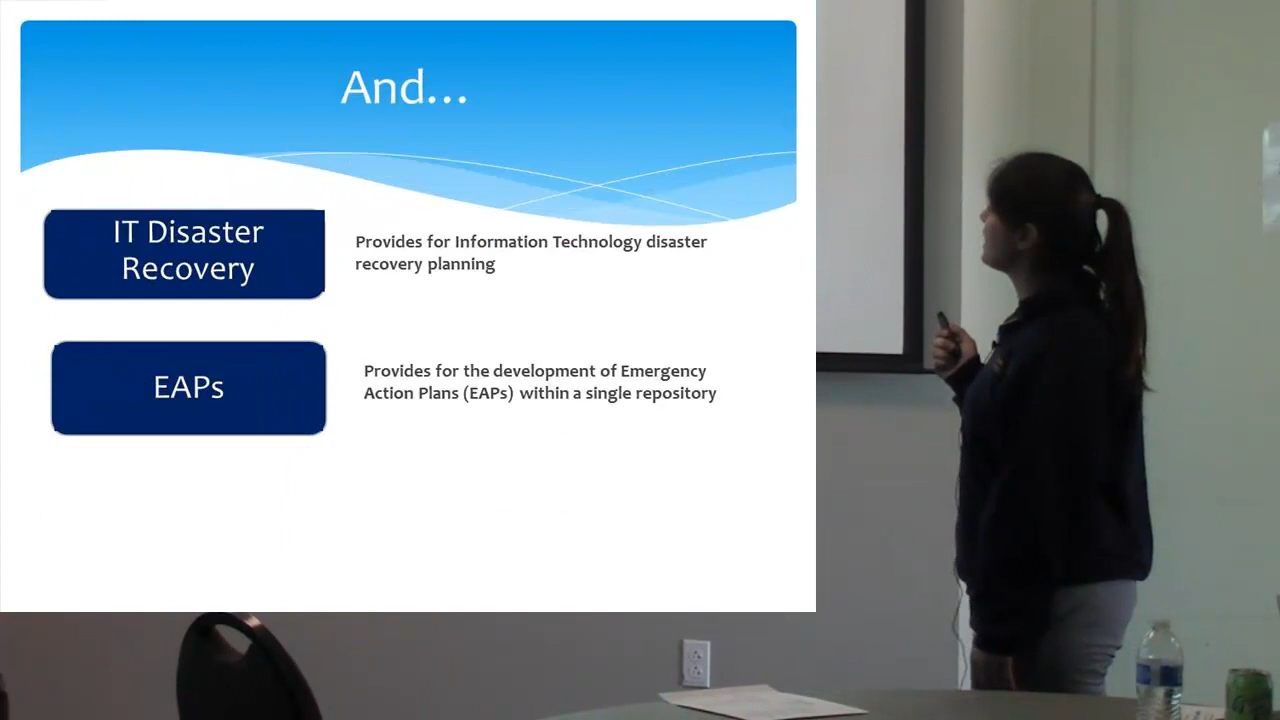 And...
IT Disaster
Recovery
Provides for Information Technology disaster
recovery planning
EAPs
Provides for the development of Emergency
Action Plans (EAPs) within a single repository